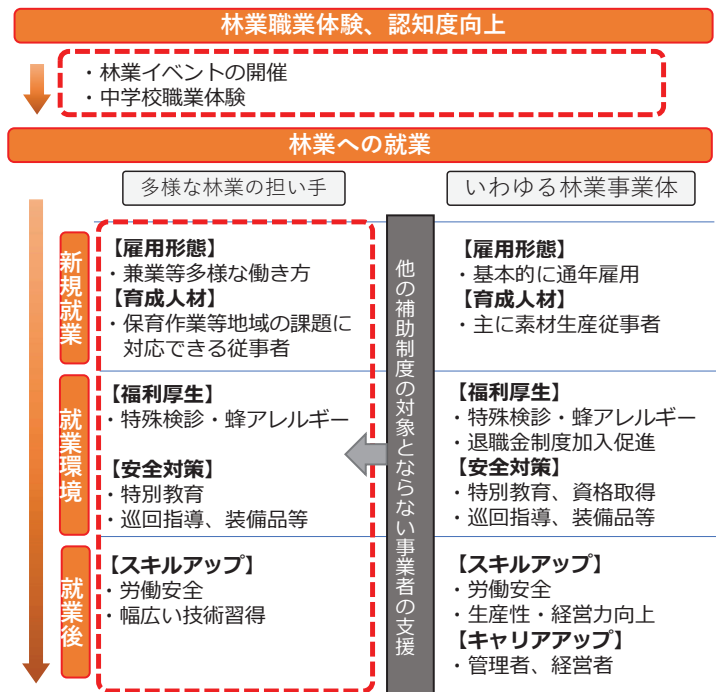 林業職業体験、認知度向上
・林業イベントの開催
・中学校職業体験
林業への就業
多様な林業の担い手
いわゆる林業事業体
新規就業
【雇用形態】
・兼業等多様な働き方
【育成人材】
・保育作業等地域の課題に
対応できる従事者
他の補助制度の対象とならない事業者の支援
【雇用形態】
・基本的に通年雇用
【育成人材】
・主に素材生産従事者
就業環境
【福利厚生】
・特殊検診・蜂アレルギー
【安全対策】
・特別教育
・巡回指導、装備品等
【福利厚生】
・特殊検診・蜂アレルギー
・退職金制度加入促進
【安全対策】
・特別教育、資格取得
・巡回指導、装備品等
就業後
【スキルアップ】
・労働安全
・幅広い技術習得
【スキルアップ】
・労働安全
・生産性・経営力向上
【キャリアアップ】
・管理者、経営者